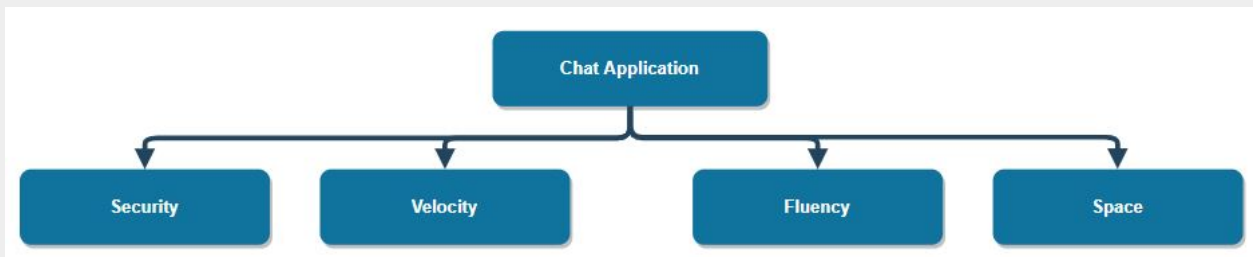 Chat Application
Security
Velocity
Fluency
Space